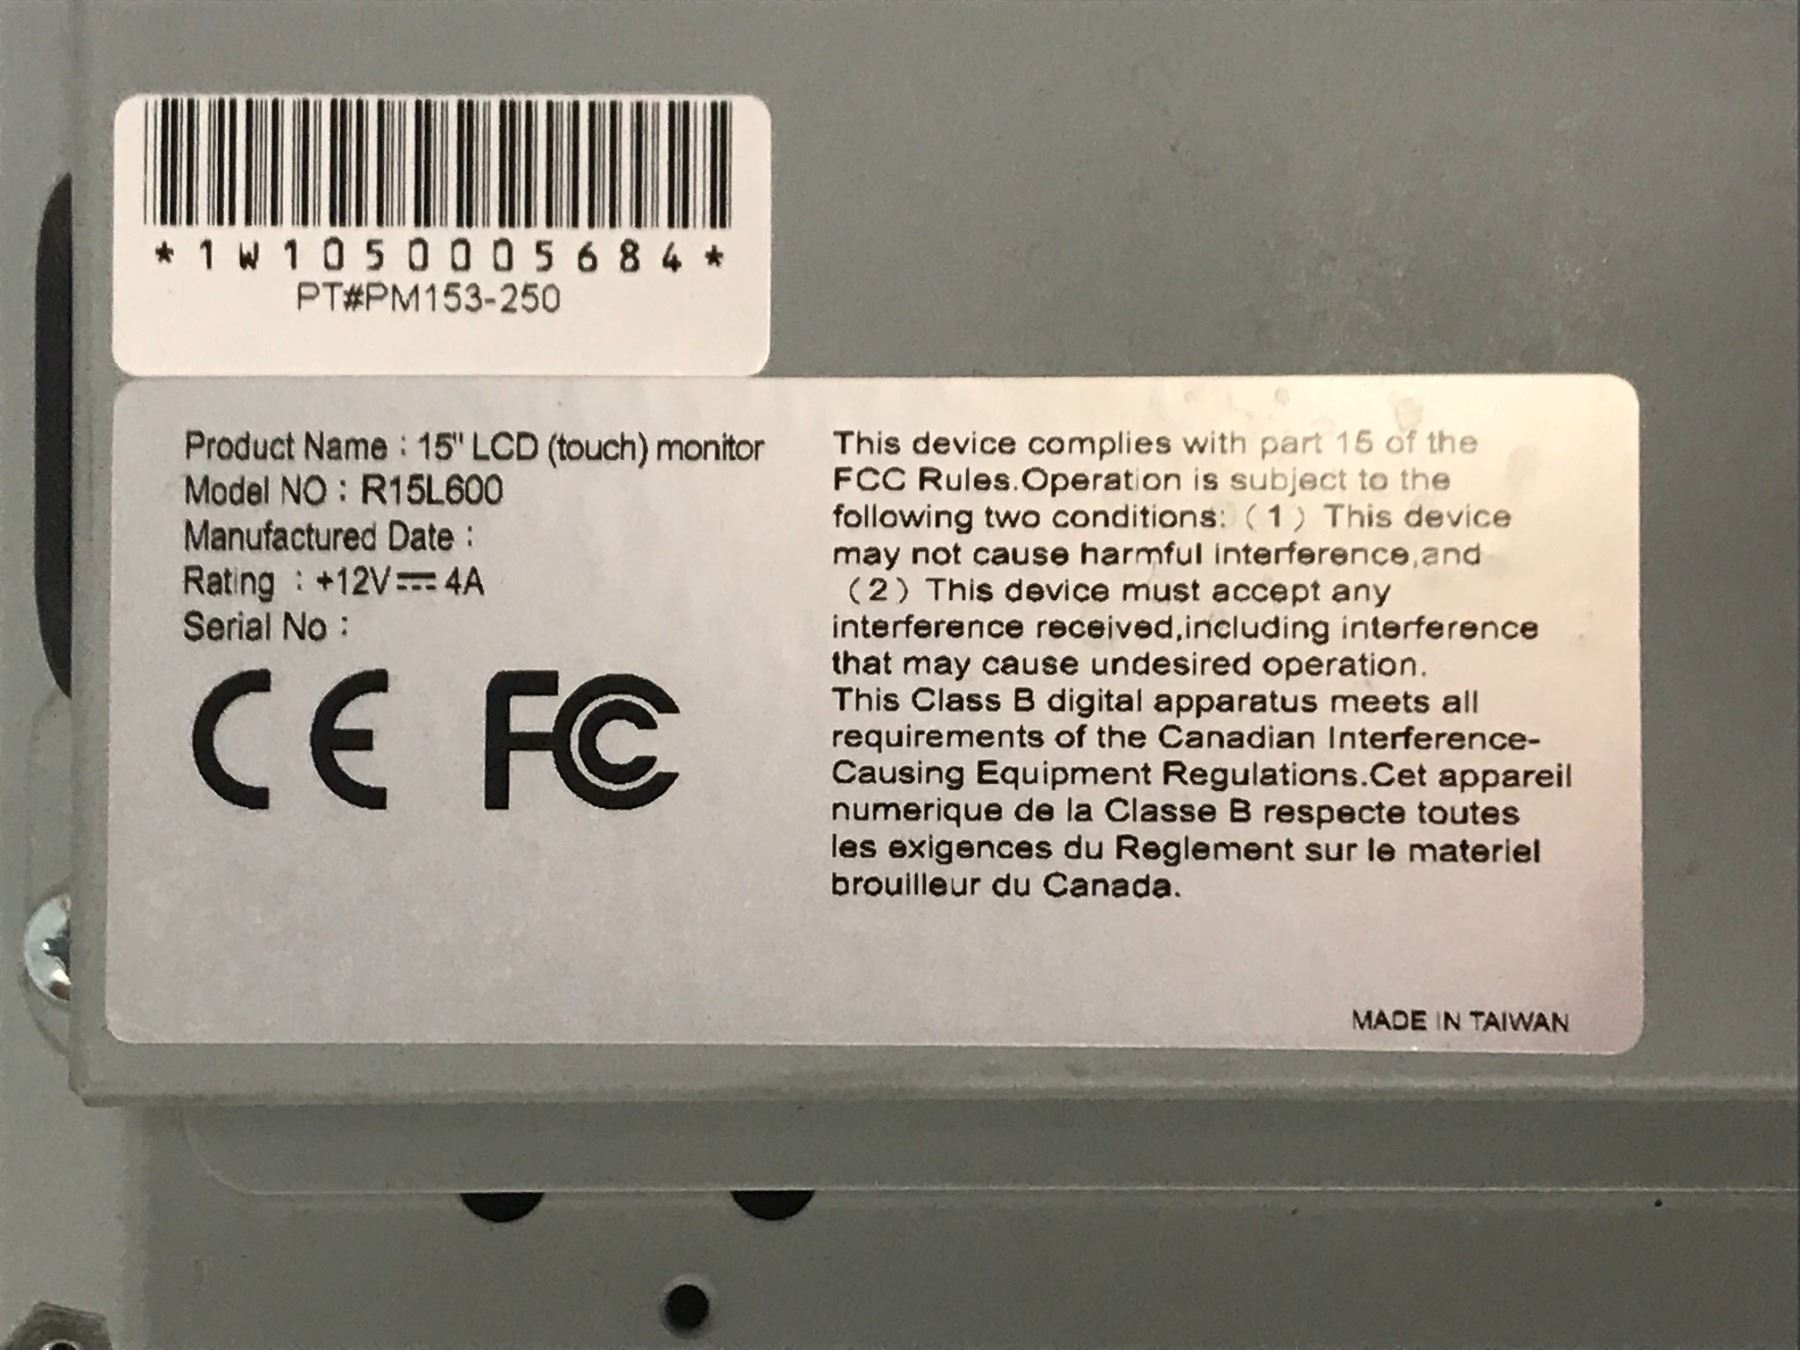 *1W1050005684*
PT#PM153-250
Product Name : 15" LCD (touch) monitor
Model NO : R15L600
Manufactured Date :
Rating : +12V⎓4A
Serial No :
CE FC
This device complies with part 15 of the
FCC Rules.Operation is subject to the
following two conditions:（1）This device
may not cause harmful interference,and
（2）This device must accept any
interference received,including interference
that may cause undesired operation.
This Class B digital apparatus meets all
requirements of the Canadian Interference-
Causing Equipment Regulations.Cet appareil
numerique de la Classe B respecte toutes
les exigences du Reglement sur le materiel
brouilleur du Canada.
MADE IN TAIWAN